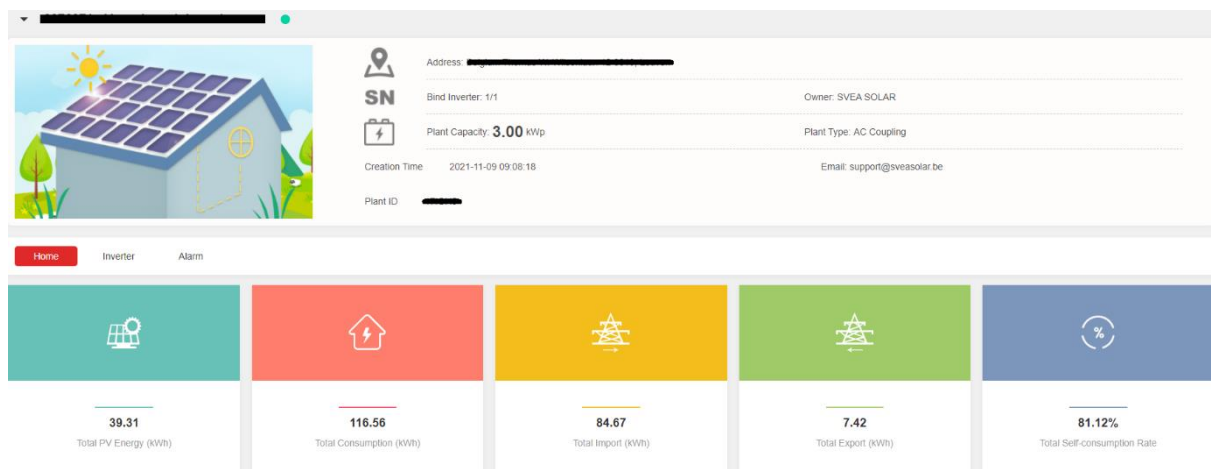 Address:
SN
Bind Inverter: 1/1
Owner: SVEA SOLAR
Plant Capacity: 3.00 kWp
Plant Type: AC Coupling
Creation Time 2021-11-09 09:08:18
Email: support@sveasolar.be
Plant ID
Home Inverter Alarm
%
39.31 116.56 84.67 7.42 81.12%
Total PV Energy (kWh) Total Consumption (kWh) Total Import (kWh) Total Export (kWh) Total Self-consumption Rate